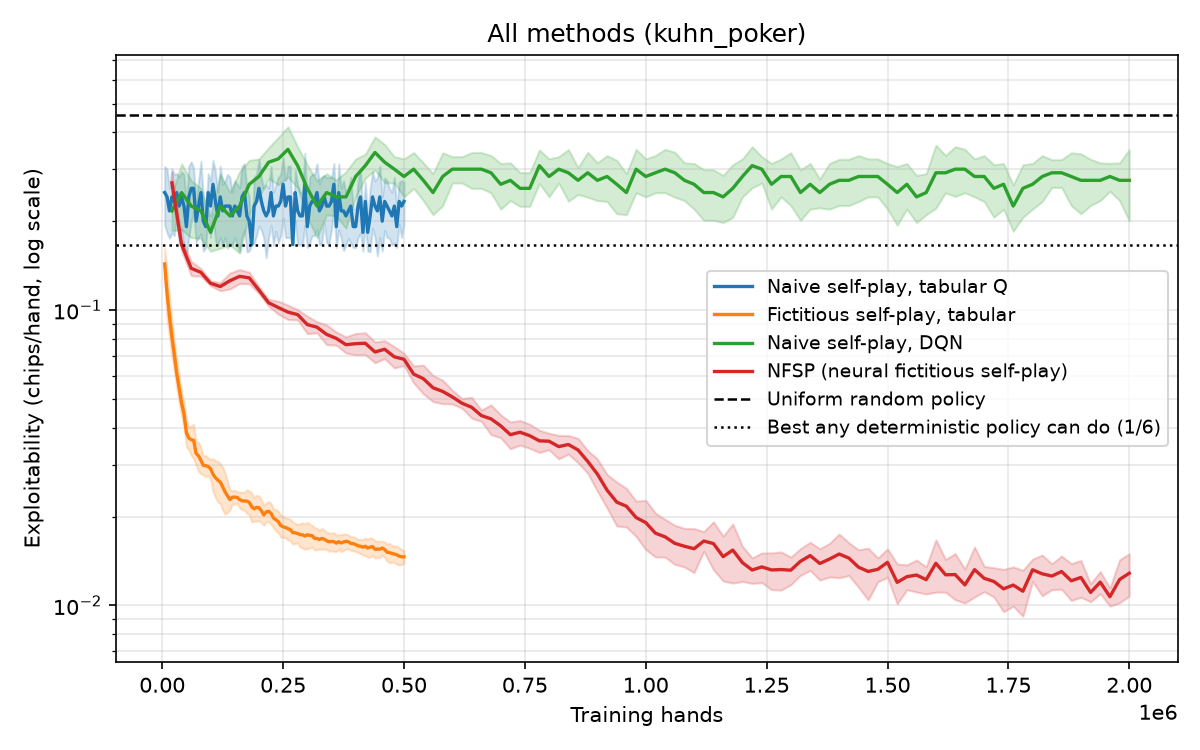 All methods (kuhn_poker)
Exploitability (chips/hand, log scale)
10⁻¹
10⁻²
Naive self-play, tabular Q
Fictitious self-play, tabular
Naive self-play, DQN
NFSP (neural fictitious self-play)
Uniform random policy
Best any deterministic policy can do (1/6)
0.00 0.25 0.50 0.75 1.00 1.25 1.50 1.75 2.00
1e6
Training hands